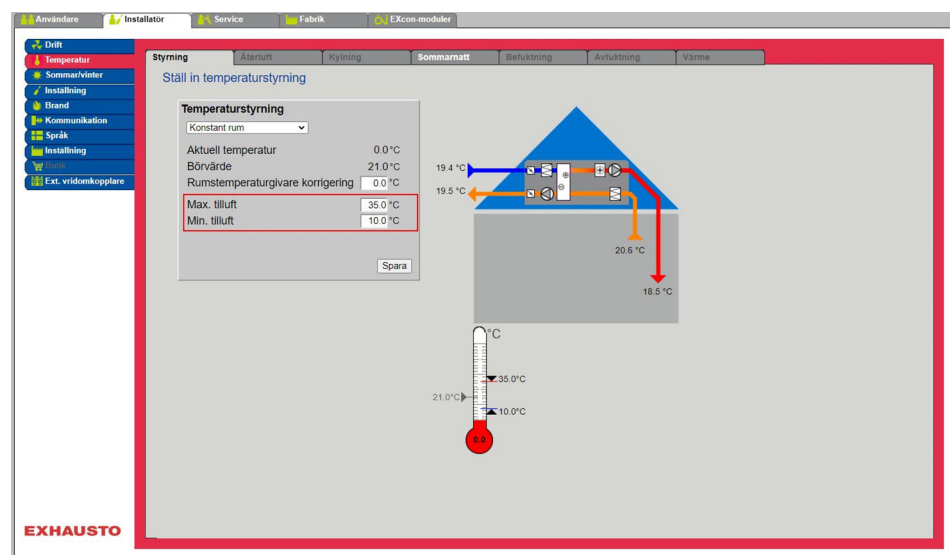 Användare Installatör Service Fabrik EXcon-moduler
Drift
Temperatur
Sommar/vinter
Inställning
Brand
Kommunikation
Språk
Inställning
Butik
Ext. vridomkopplare
Styrning Återluft Kylning Sommarnatt Befuktning Avfuktning Värme
Ställ in temperaturstyrning
Temperaturstyrning
Konstant rum
Aktuell temperatur 0.0 °C
Börvärde 21.0 °C
Rumstemperaturgivare korrigering 0.0 °C
Max. tilluft 35.0 °C
Min. tilluft 10.0 °C
Spara
19.4 °C
19.5 °C
20.6 °C
18.5 °C
°C
35.0°C
21.0°C
10.0°C
0.0
EXHAUSTO